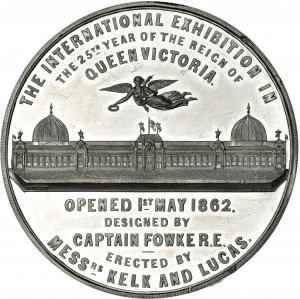 THE INTERNATIONAL EXHIBITION IN
THE 25TH YEAR OF THE REIGN OF
QUEEN VICTORIA.
OPENED 1ST MAY 1862.
DESIGNED BY
CAPTAIN FOWKE R.E.
ERECTED BY
MESSRS KELK AND LUCAS.